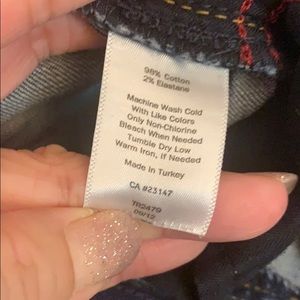 98% Cotton
2% Elastane
Machine Wash Cold
With Like Colors
Only Non-Chlorine
Bleach When Needed
Tumble Dry Low
Warm Iron, If Needed
Made in Turkey
CA #23147
TR2479
09/12